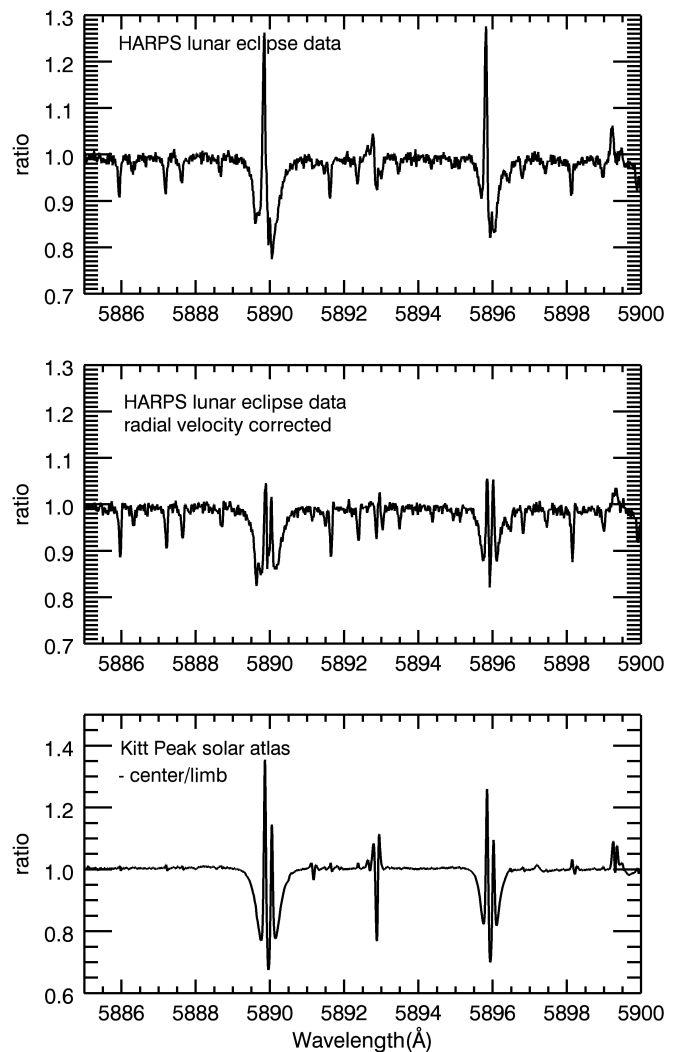 HARPS lunar eclipse data
1.3
1.2
1.1
1.0
0.9
0.8
0.7
ratio
5886 5888 5890 5892 5894 5896 5898 5900
HARPS lunar eclipse data
radial velocity corrected
1.3
1.2
1.1
1.0
0.9
0.8
0.7
ratio
5886 5888 5890 5892 5894 5896 5898 5900
Kitt Peak solar atlas
- center/limb
1.4
1.2
1.0
0.8
0.6
ratio
5886 5888 5890 5892 5894 5896 5898 5900
Wavelength(Å)